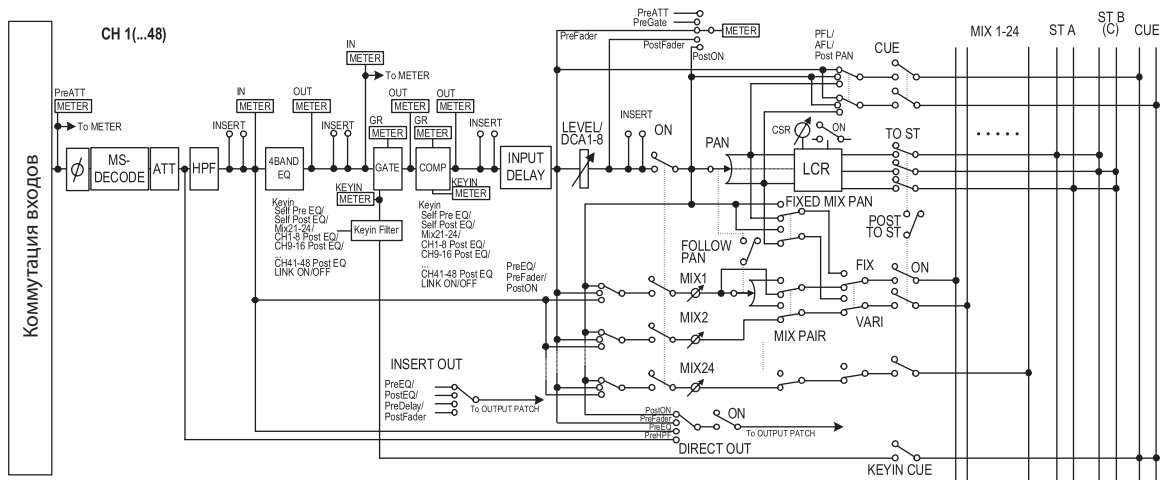 CH 1(...48)
Коммутация входов
PreATT
METER
To METER
ø
MS-
DECODE
ATT
HPF
INSERT
IN
METER
4BAND
EQ
OUT
METER
INSERT
IN
METER
To METER
OUT
METER
GR
METER
GATE
KEYIN
METER
Keyin Filter
OUT
METER
GR
METER
COMP
KEYIN
METER
INSERT
INPUT
DELAY
Keyin
Self Pre EQ/
Self Post EQ/
Mix21-24/
CH1-8 Post EQ/
CH9-16 Post EQ/
...
CH41-48 Post EQ
LINK ON/OFF
Keyin
Self Pre EQ/
Self Post EQ/
Mix21-24/
CH1-8 Post EQ/
CH9-16 Post EQ/
...
CH41-48 Post EQ
LINK ON/OFF
PreATT
PreGate
PreFader
METER
PostFader
PostON
LEVEL/
DCA1-8
INSERT
ON
PAN
PFL/
AFL/
Post PAN
CUE
CSR
ON
LCR
TO ST
FIXED MIX PAN
FOLLOW
PAN
POST
TO ST
PreEQ/
PreFader/
PostON
MIX1
MIX2
MIX24
FIX
VARI
ON
MIX PAIR
INSERT OUT
PreEQ/
PostEQ/
PreDelay/
PostFader
To OUTPUT PATCH
PostON
PreFader
PreEQ
PreHPF
ON
To OUTPUT PATCH
DIRECT OUT
KEYIN CUE
MIX 1-24
ST A
ST B
(C)
CUE